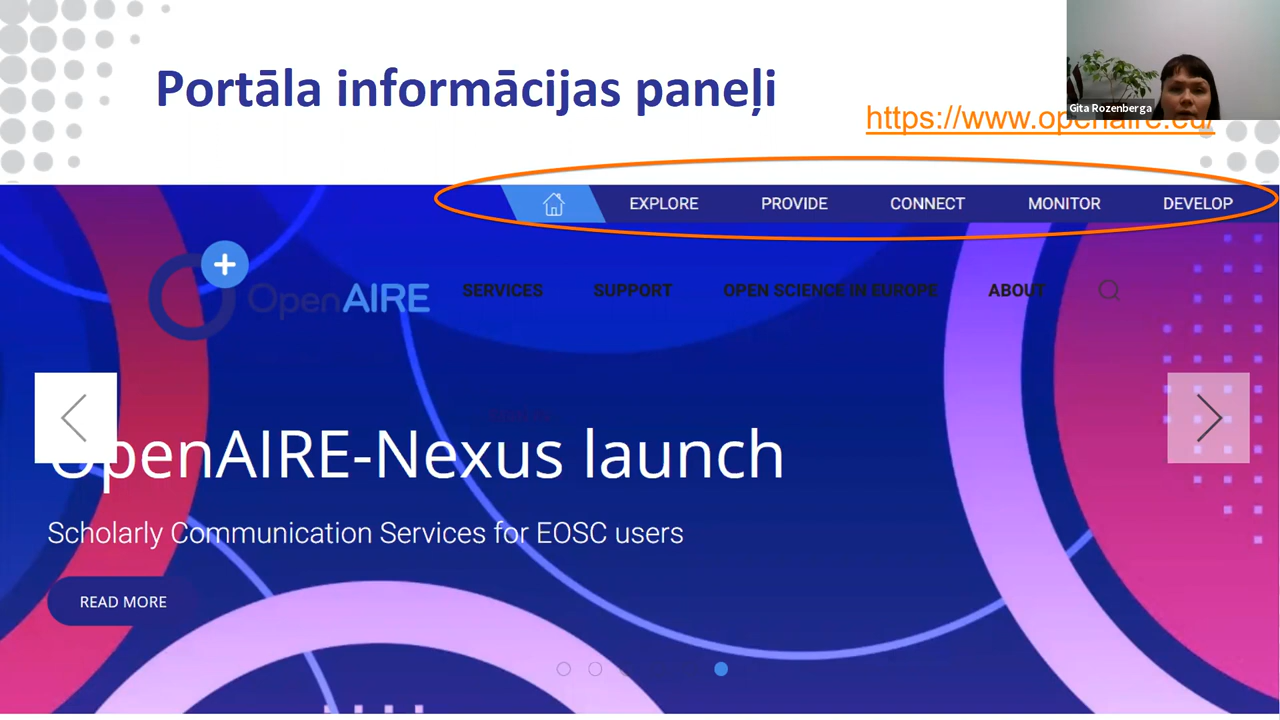 Portāla informācijas paneļi
Gita Rozenberga
https://www.openaire.eu/
EXPLORE PROVIDE CONNECT MONITOR DEVELOP
OpenAIRE SERVICES SUPPORT OPEN SCIENCE IN EUROPE ABOUT
OpenAIRE-Nexus launch
Scholarly Communication Services for EOSC users
READ MORE